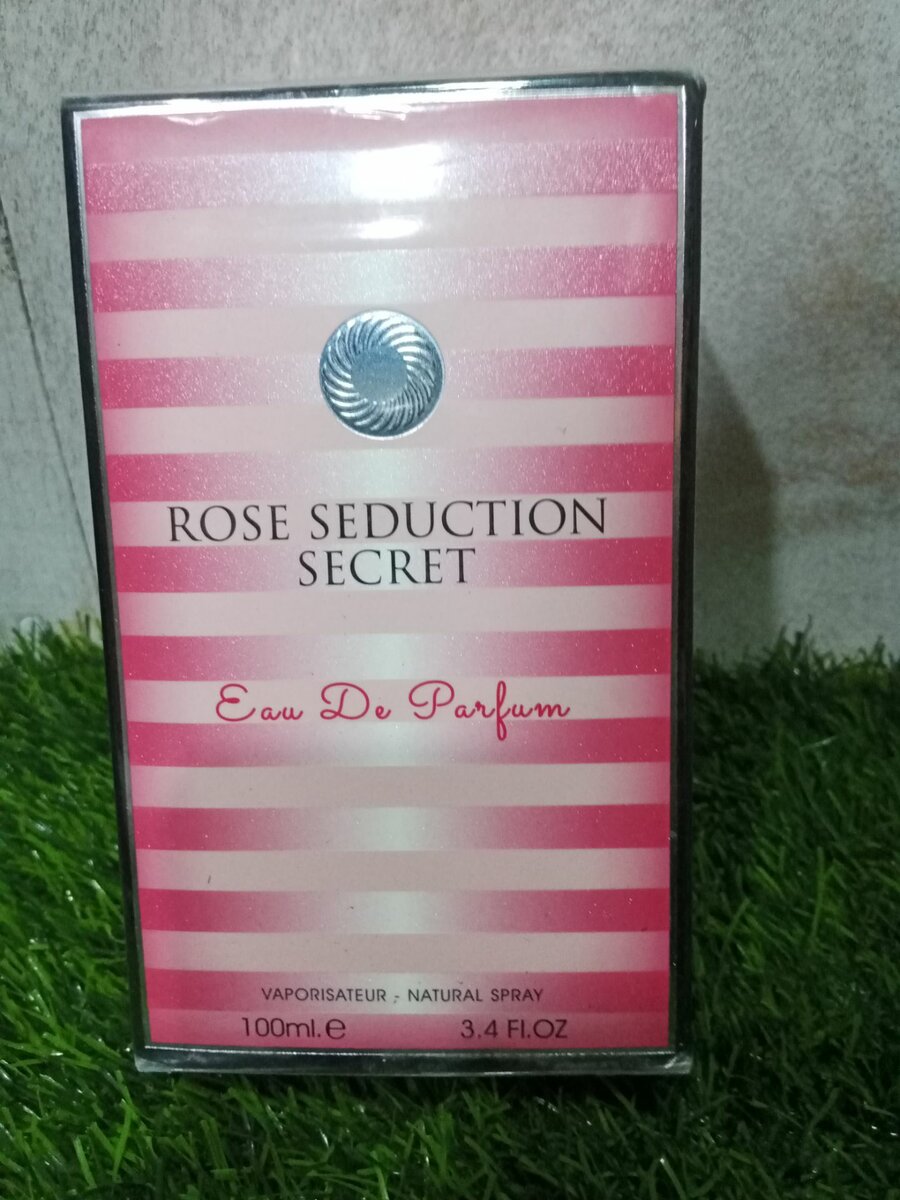 ROSE SEDUCTION
SECRET
Eau De Parfum
VAPORISATEUR - NATURAL SPRAY
100ml.e 3.4 Fl.OZ